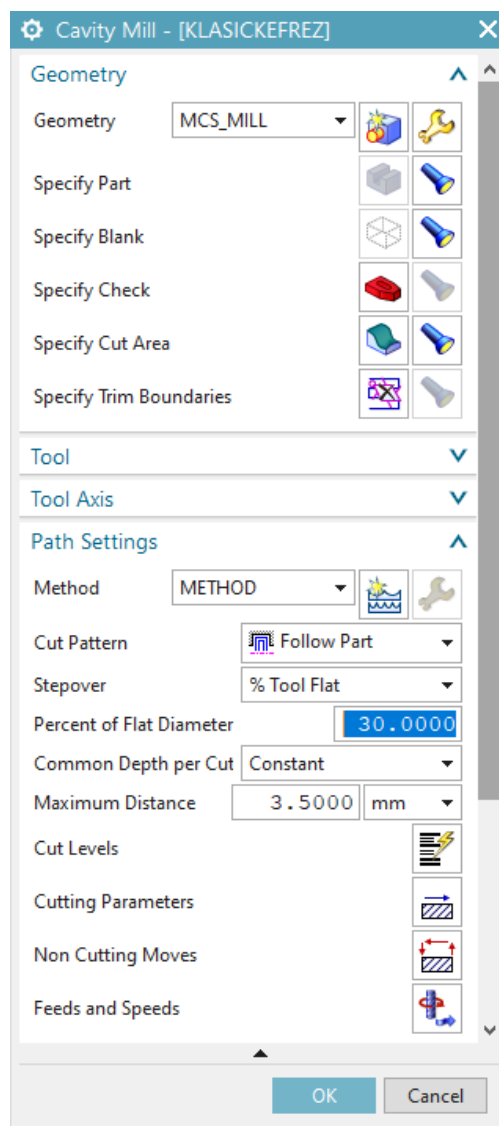 Cavity Mill - [KLASICKEFREZ]
Geometry
Geometry MCS_MILL
Specify Part
Specify Blank
Specify Check
Specify Cut Area
Specify Trim Boundaries
Tool
Tool Axis
Path Settings
Method METHOD
Cut Pattern Follow Part
Stepover % Tool Flat
Percent of Flat Diameter 30.0000
Common Depth per Cut Constant
Maximum Distance 3.5000 mm
Cut Levels
Cutting Parameters
Non Cutting Moves
Feeds and Speeds
OK Cancel